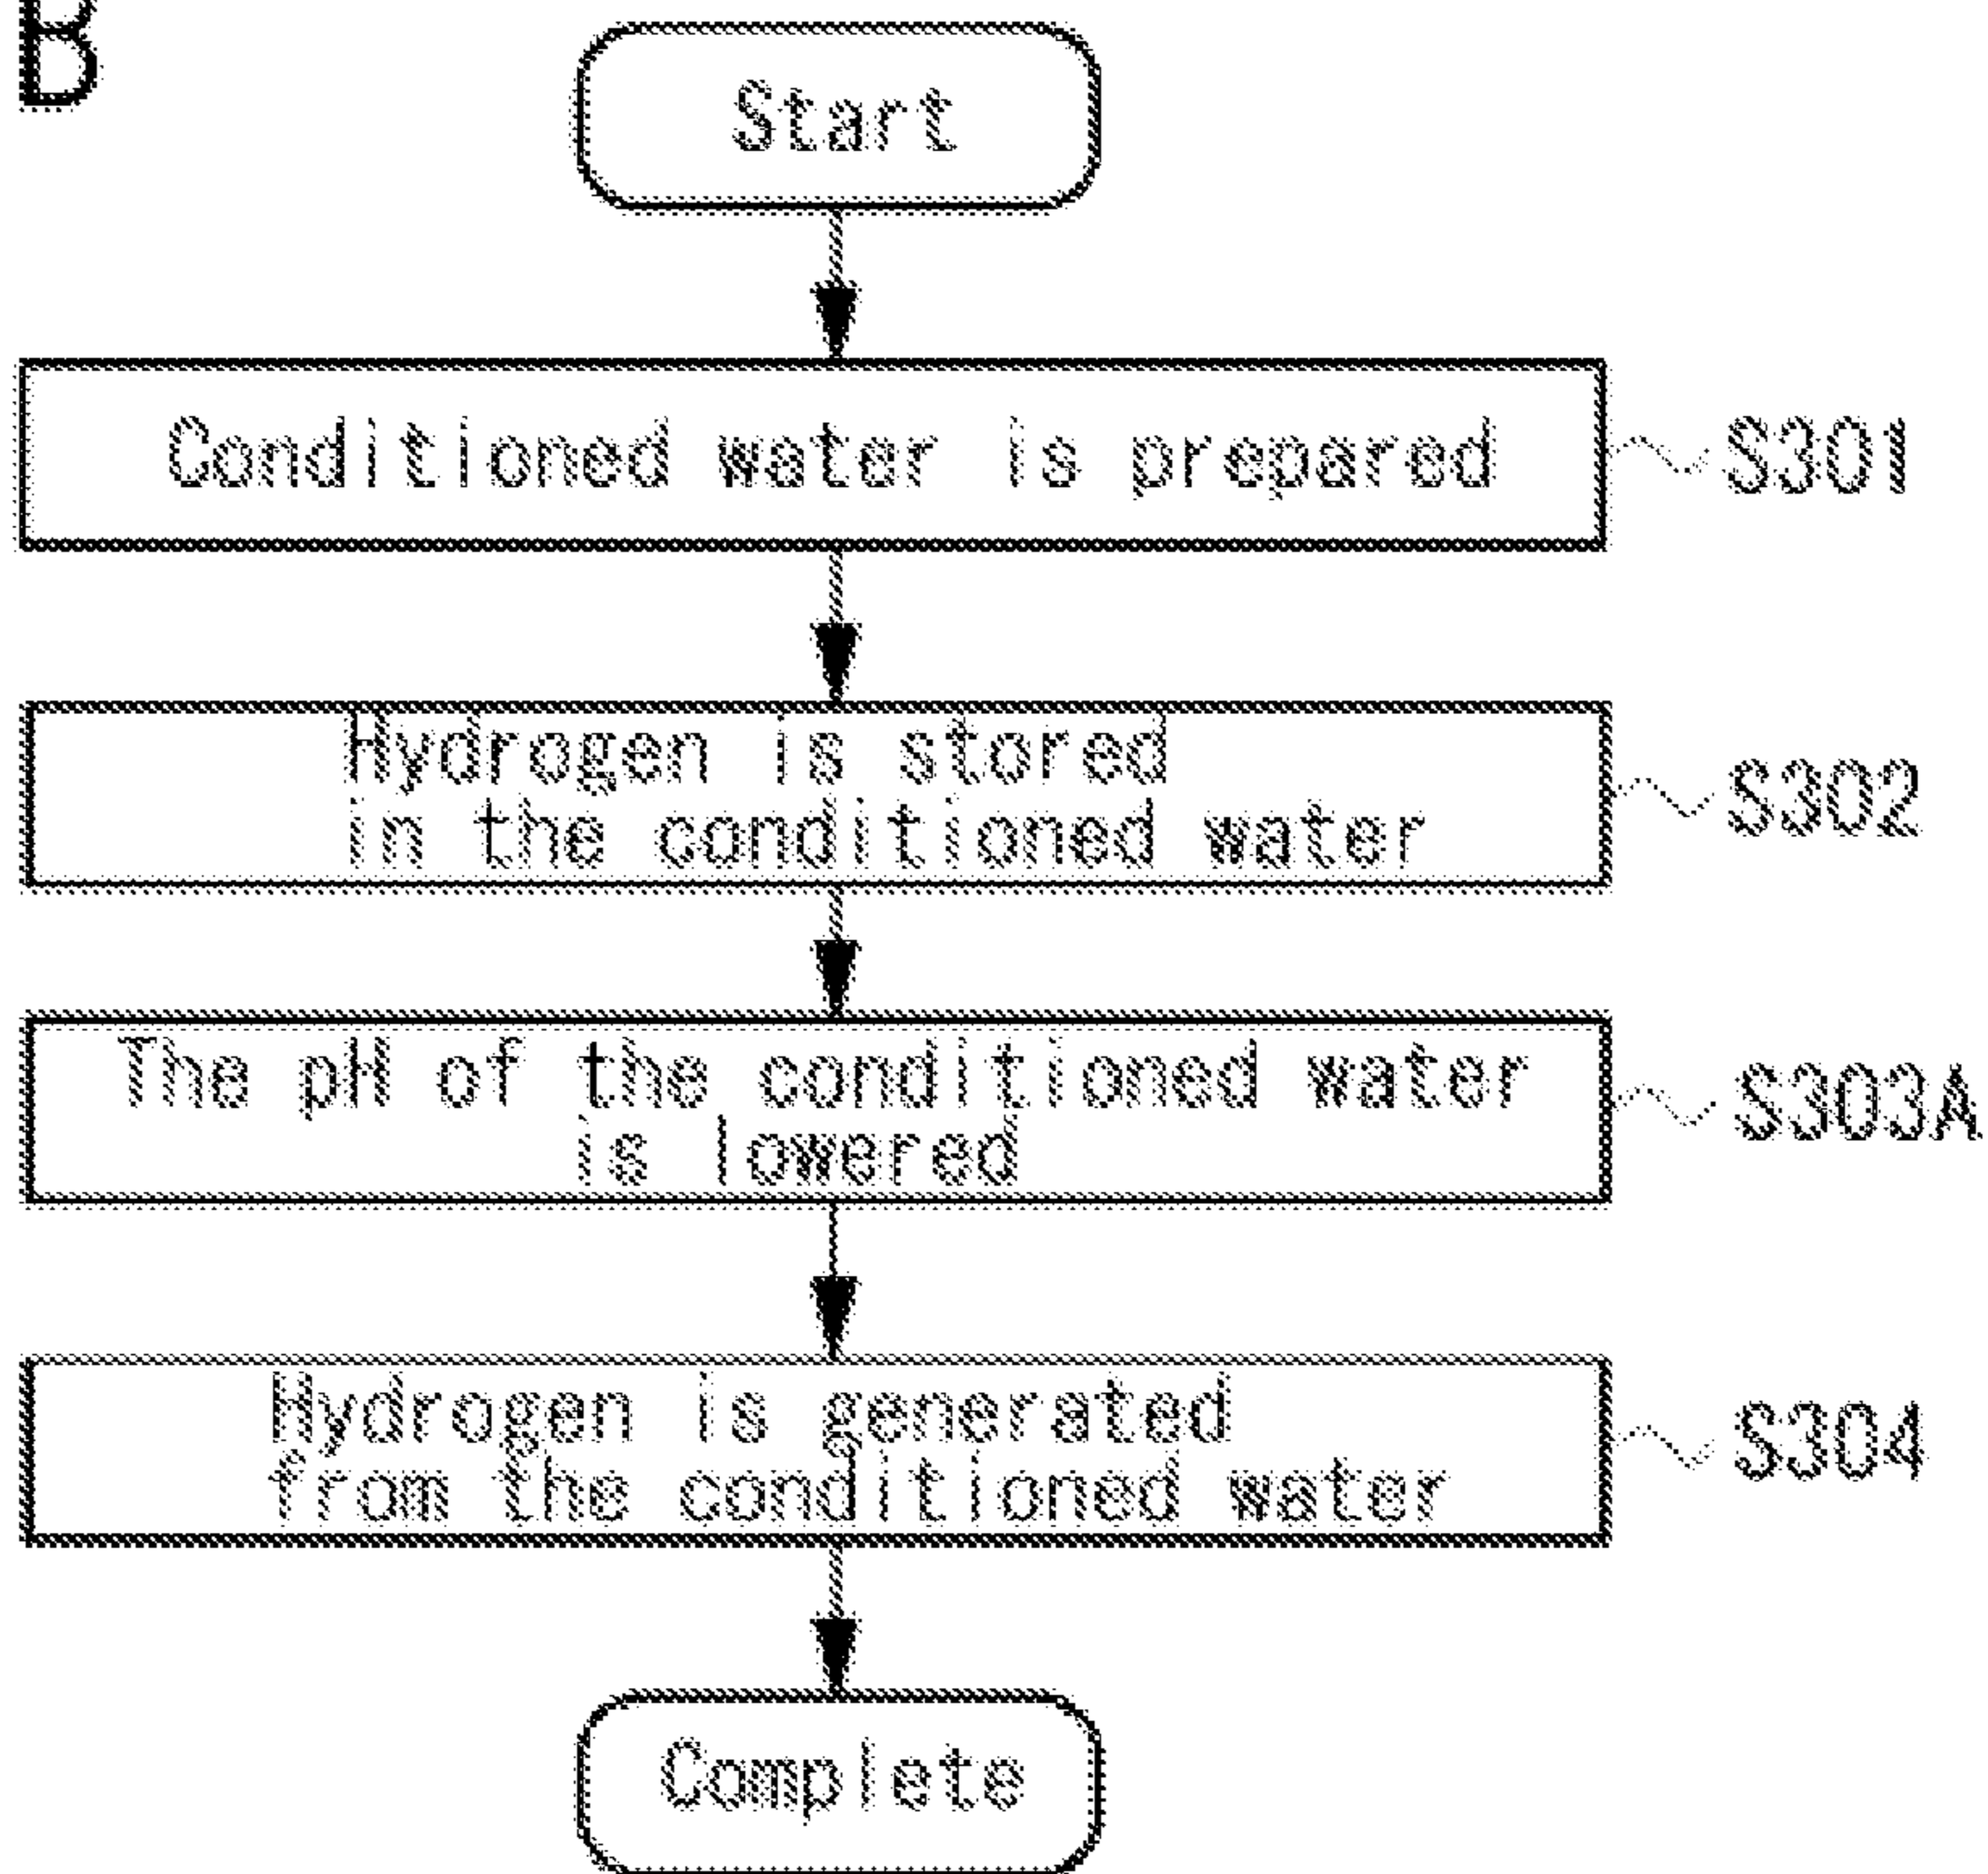 B
Start
Conditioned water is prepared
S301
Hydrogen is stored
in the conditioned water
S302
The pH of the conditioned water
is lowered
S303A
Hydrogen is generated
from the conditioned water
S304
Complete